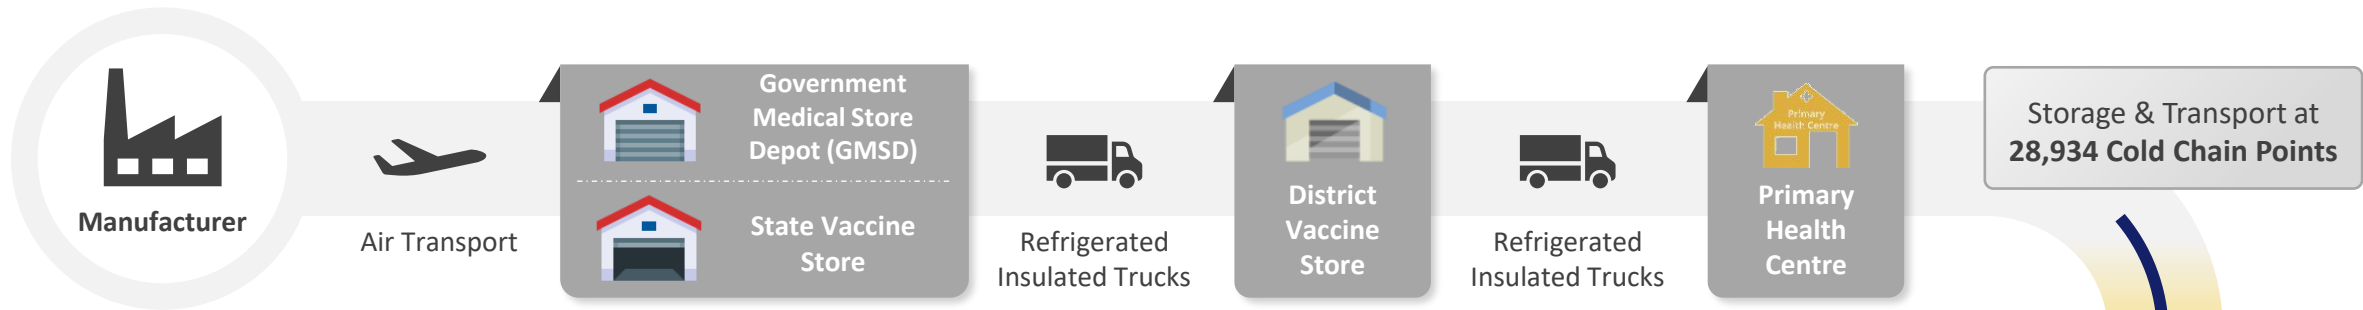 Manufacturer
Air Transport
Government
Medical Store
Depot (GMSD)
State Vaccine
Store
Refrigerated
Insulated Trucks
District
Vaccine
Store
Refrigerated
Insulated Trucks
Primary
Health Centre
Primary
Health
Centre
Storage & Transport at
28,934 Cold Chain Points